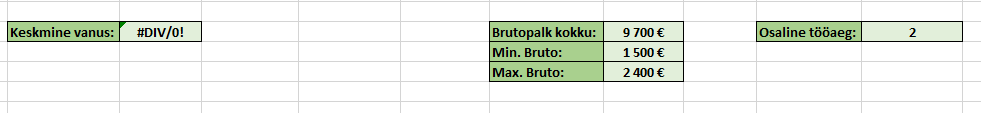 Keskmine vanus: #DIV/0! Brutopalk kokku: 9 700 € Osaline tööaeg: 2
Min. Bruto: 1 500 €
Max. Bruto: 2 400 €